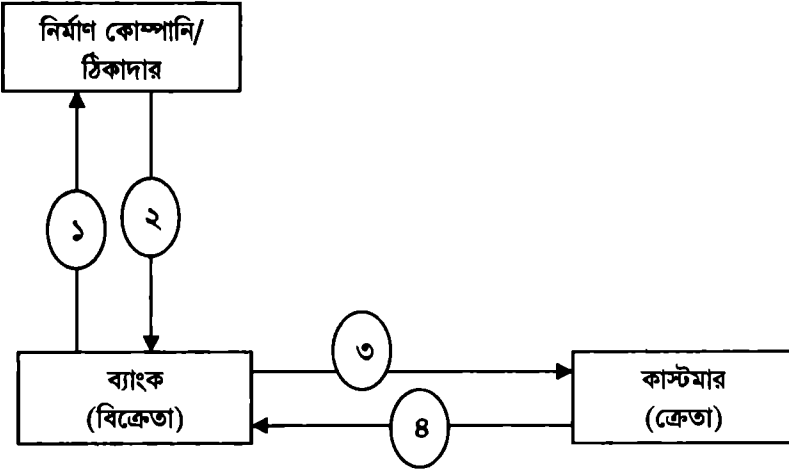 নির্মাণ কোম্পানি/
ঠিকাদার
১
২
৩
ব্যাংক
(বিক্রেতা)
কাস্টমার
(ক্রেতা)
৪